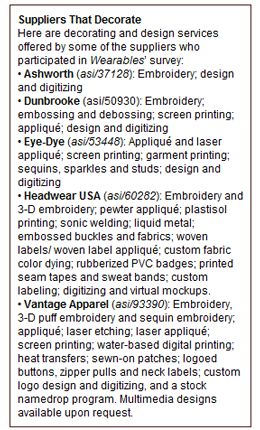 Suppliers That Decorate
Here are decorating and design services
offered by some of the suppliers who
participated in Wearables' survey:
• Ashworth (asi/37128): Embroidery; design
and digitizing
• Dunbrooke (asi/50930): Embroidery;
embossing and debossing; screen printing;
appliqué; design and digitizing
• Eye-Dye (asi/53448): Appliqué and laser
appliqué; screen printing; garment printing;
sequins, sparkles and studs; design and
digitizing
• Headwear USA (asi/60282): Embroidery and
3-D embroidery; pewter appliqué; plastisol
printing; sonic welding; liquid metal;
embossed buckles and fabrics; woven
labels/ woven label appliqué; custom fabric
color dying; rubberized PVC badges; printed
seam tapes and sweat bands; custom
labeling; digitizing and virtual mockups.
• Vantage Apparel (asi/93390): Embroidery,
3-D puff embroidery and sequin embroidery;
appliqué; laser etching; laser appliqué;
screen printing; water-based digital printing;
heat transfers; sewn-on patches; logoed
buttons, zipper pulls and neck labels; custom
logo design and digitizing, and a stock
namedrop program. Multimedia designs
available upon request.